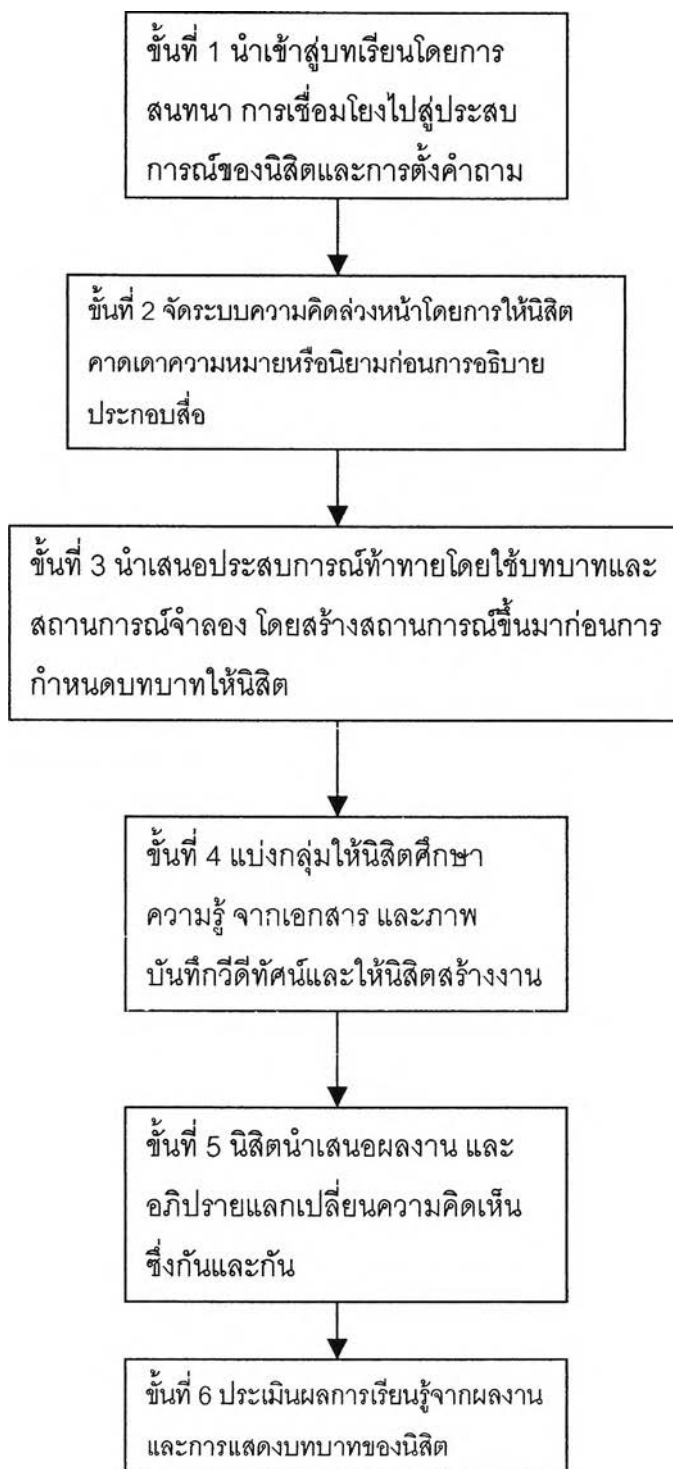 ขั้นที่ 1 นำเข้าสู่บทเรียนโดยการ
สนทนา การเชื่อมโยงไปสู่ประสบ
การณ์ของนิสิตและการตั้งคำถาม
ขั้นที่ 2 จัดระบบความคิดล่วงหน้าโดยการให้นิสิต
คาดเดาความหมายหรือนิยามก่อนการอธิบาย
ประกอบสื่อ
ขั้นที่ 3 นำเสนอประสบการณ์ท้าทายโดยใช้บทบาทและ
สถานการณ์จำลอง โดยสร้างสถานการณ์ขึ้นมาก่อนการ
กำหนดบทบาทให้นิสิต
ขั้นที่ 4 แบ่งกลุ่มให้นิสิตศึกษา
ความรู้ จากเอกสาร และภาพ
บันทึกวีดีทัศน์และให้นิสิตสร้างงาน
ขั้นที่ 5 นิสิตนำเสนอผลงาน และ
อภิปรายแลกเปลี่ยนความคิดเห็น
ซึ่งกันและกัน
ขั้นที่ 6 ประเมินผลการเรียนรู้จากผลงาน
และการแสดงบทบาทของนิสิต